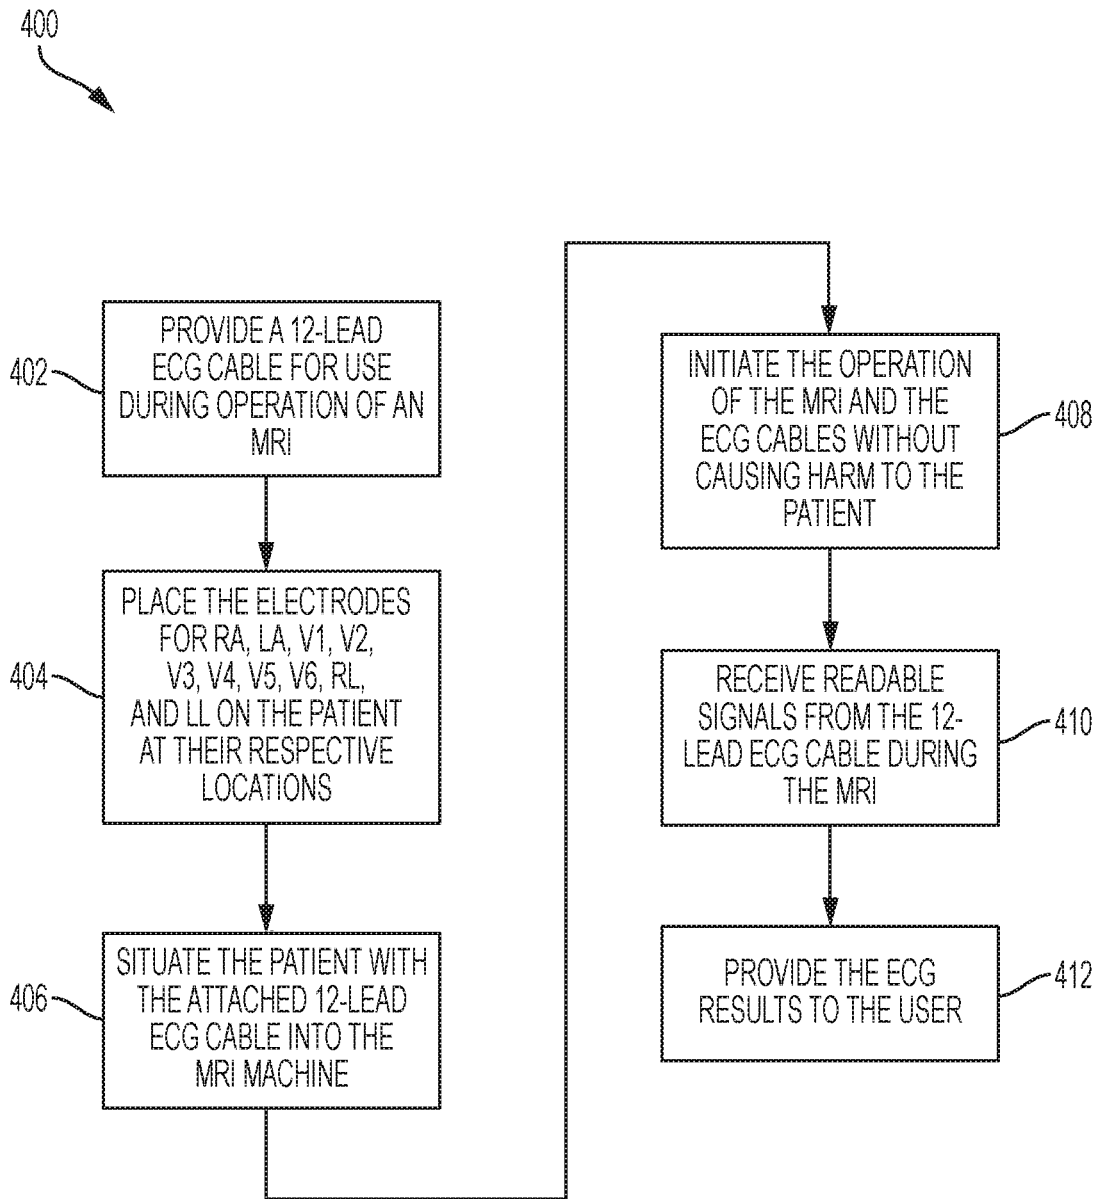 400
402
PROVIDE A 12-LEAD
ECG CABLE FOR USE
DURING OPERATION OF AN
MRI
404
PLACE THE ELECTRODES
FOR RA, LA, V1, V2,
V3, V4, V5, V6, RL,
AND LL ON THE PATIENT
AT THEIR RESPECTIVE
LOCATIONS
406
SITUATE THE PATIENT WITH
THE ATTACHED 12-LEAD
ECG CABLE INTO THE
MRI MACHINE
INITIATE THE OPERATION
OF THE MRI AND THE
ECG CABLES WITHOUT
CAUSING HARM TO THE
PATIENT
408
RECEIVE READABLE
SIGNALS FROM THE 12-
LEAD ECG CABLE DURING
THE MRI
410
PROVIDE THE ECG
RESULTS TO THE USER
412